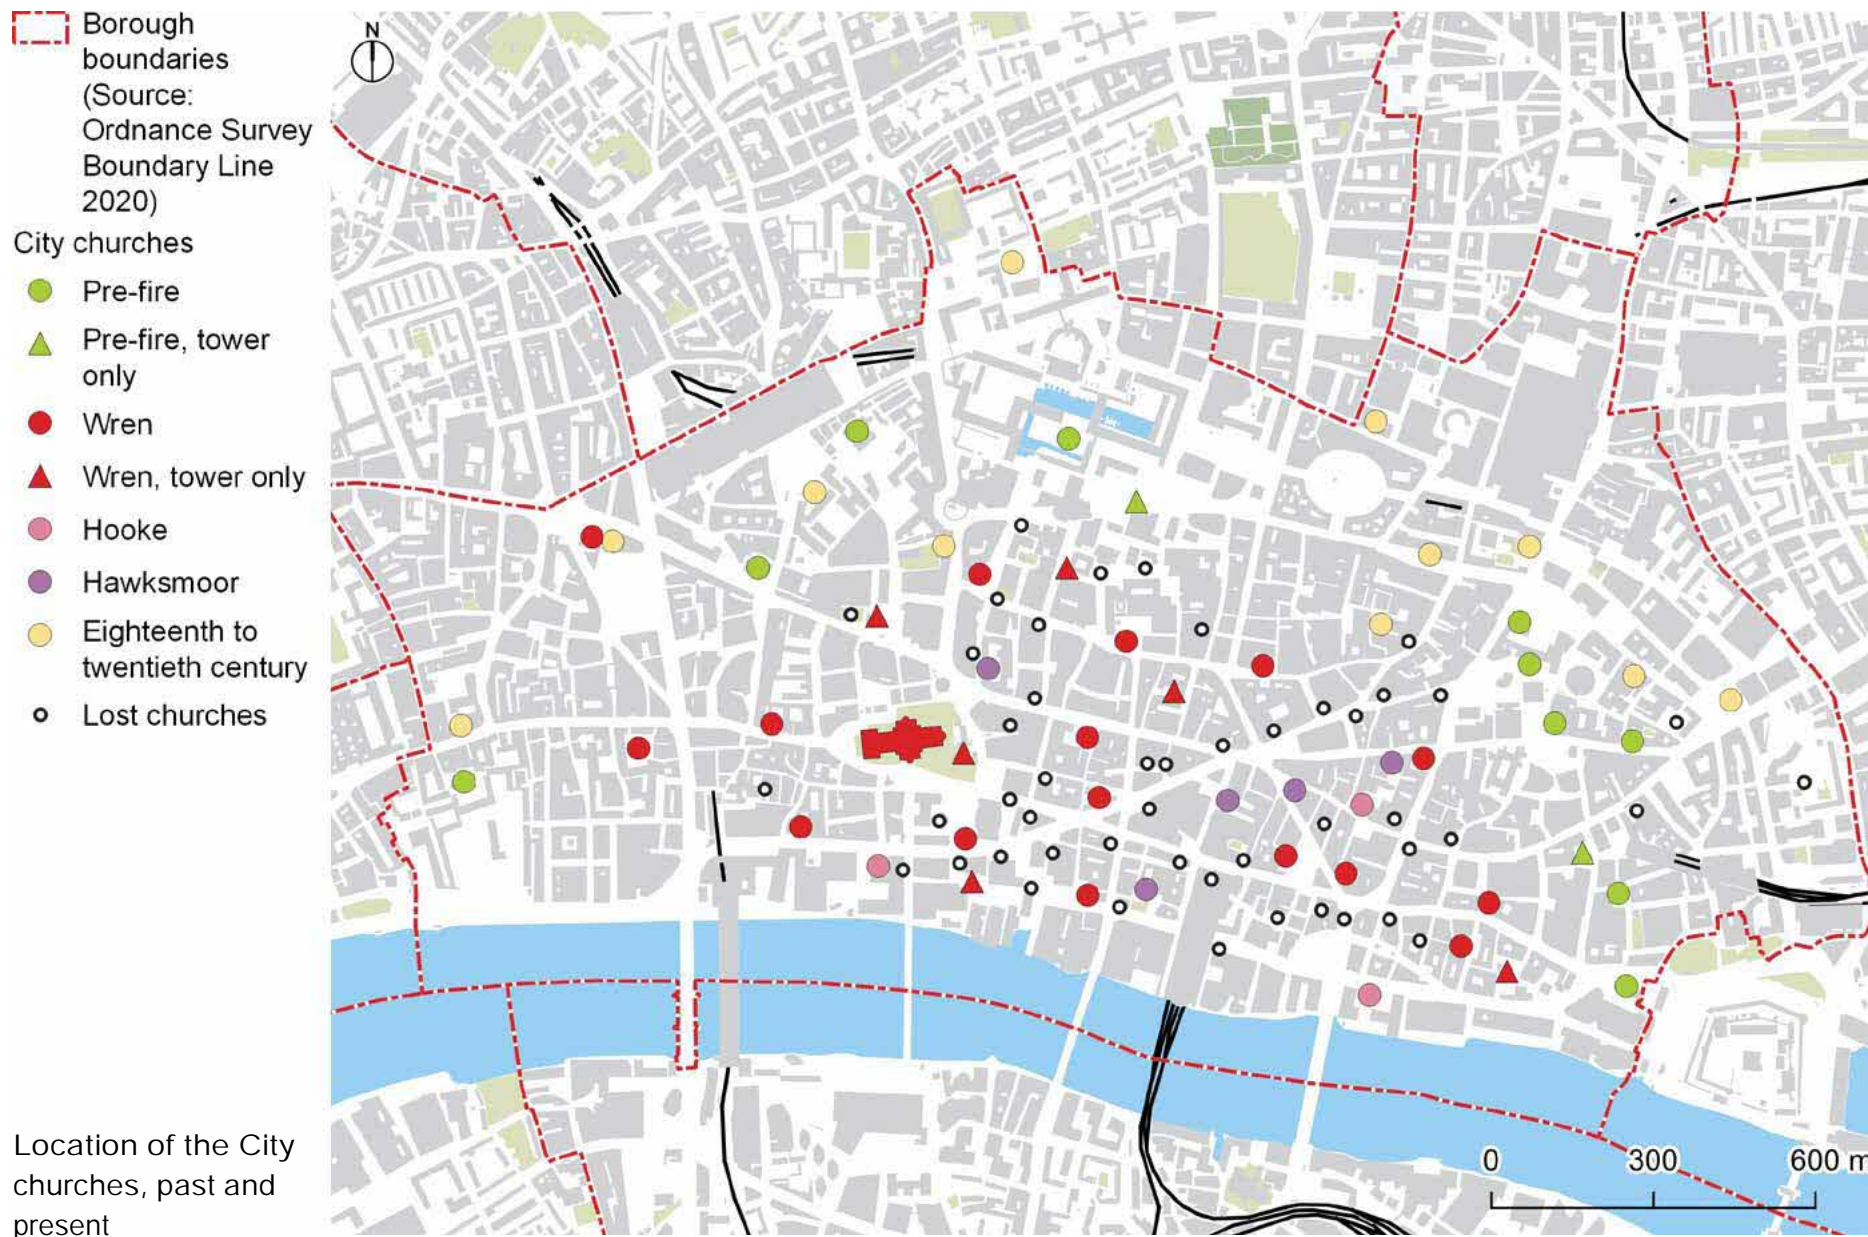 Borough
boundaries
(Source:
Ordnance Survey
Boundary Line
2020)
City churches
Pre-fire
Pre-fire, tower
only
Wren
Wren, tower only
Hooke
Hawksmoor
Eighteenth to
twentieth century
Lost churches
Location of the City
churches, past and
present
N
0 300 600 m